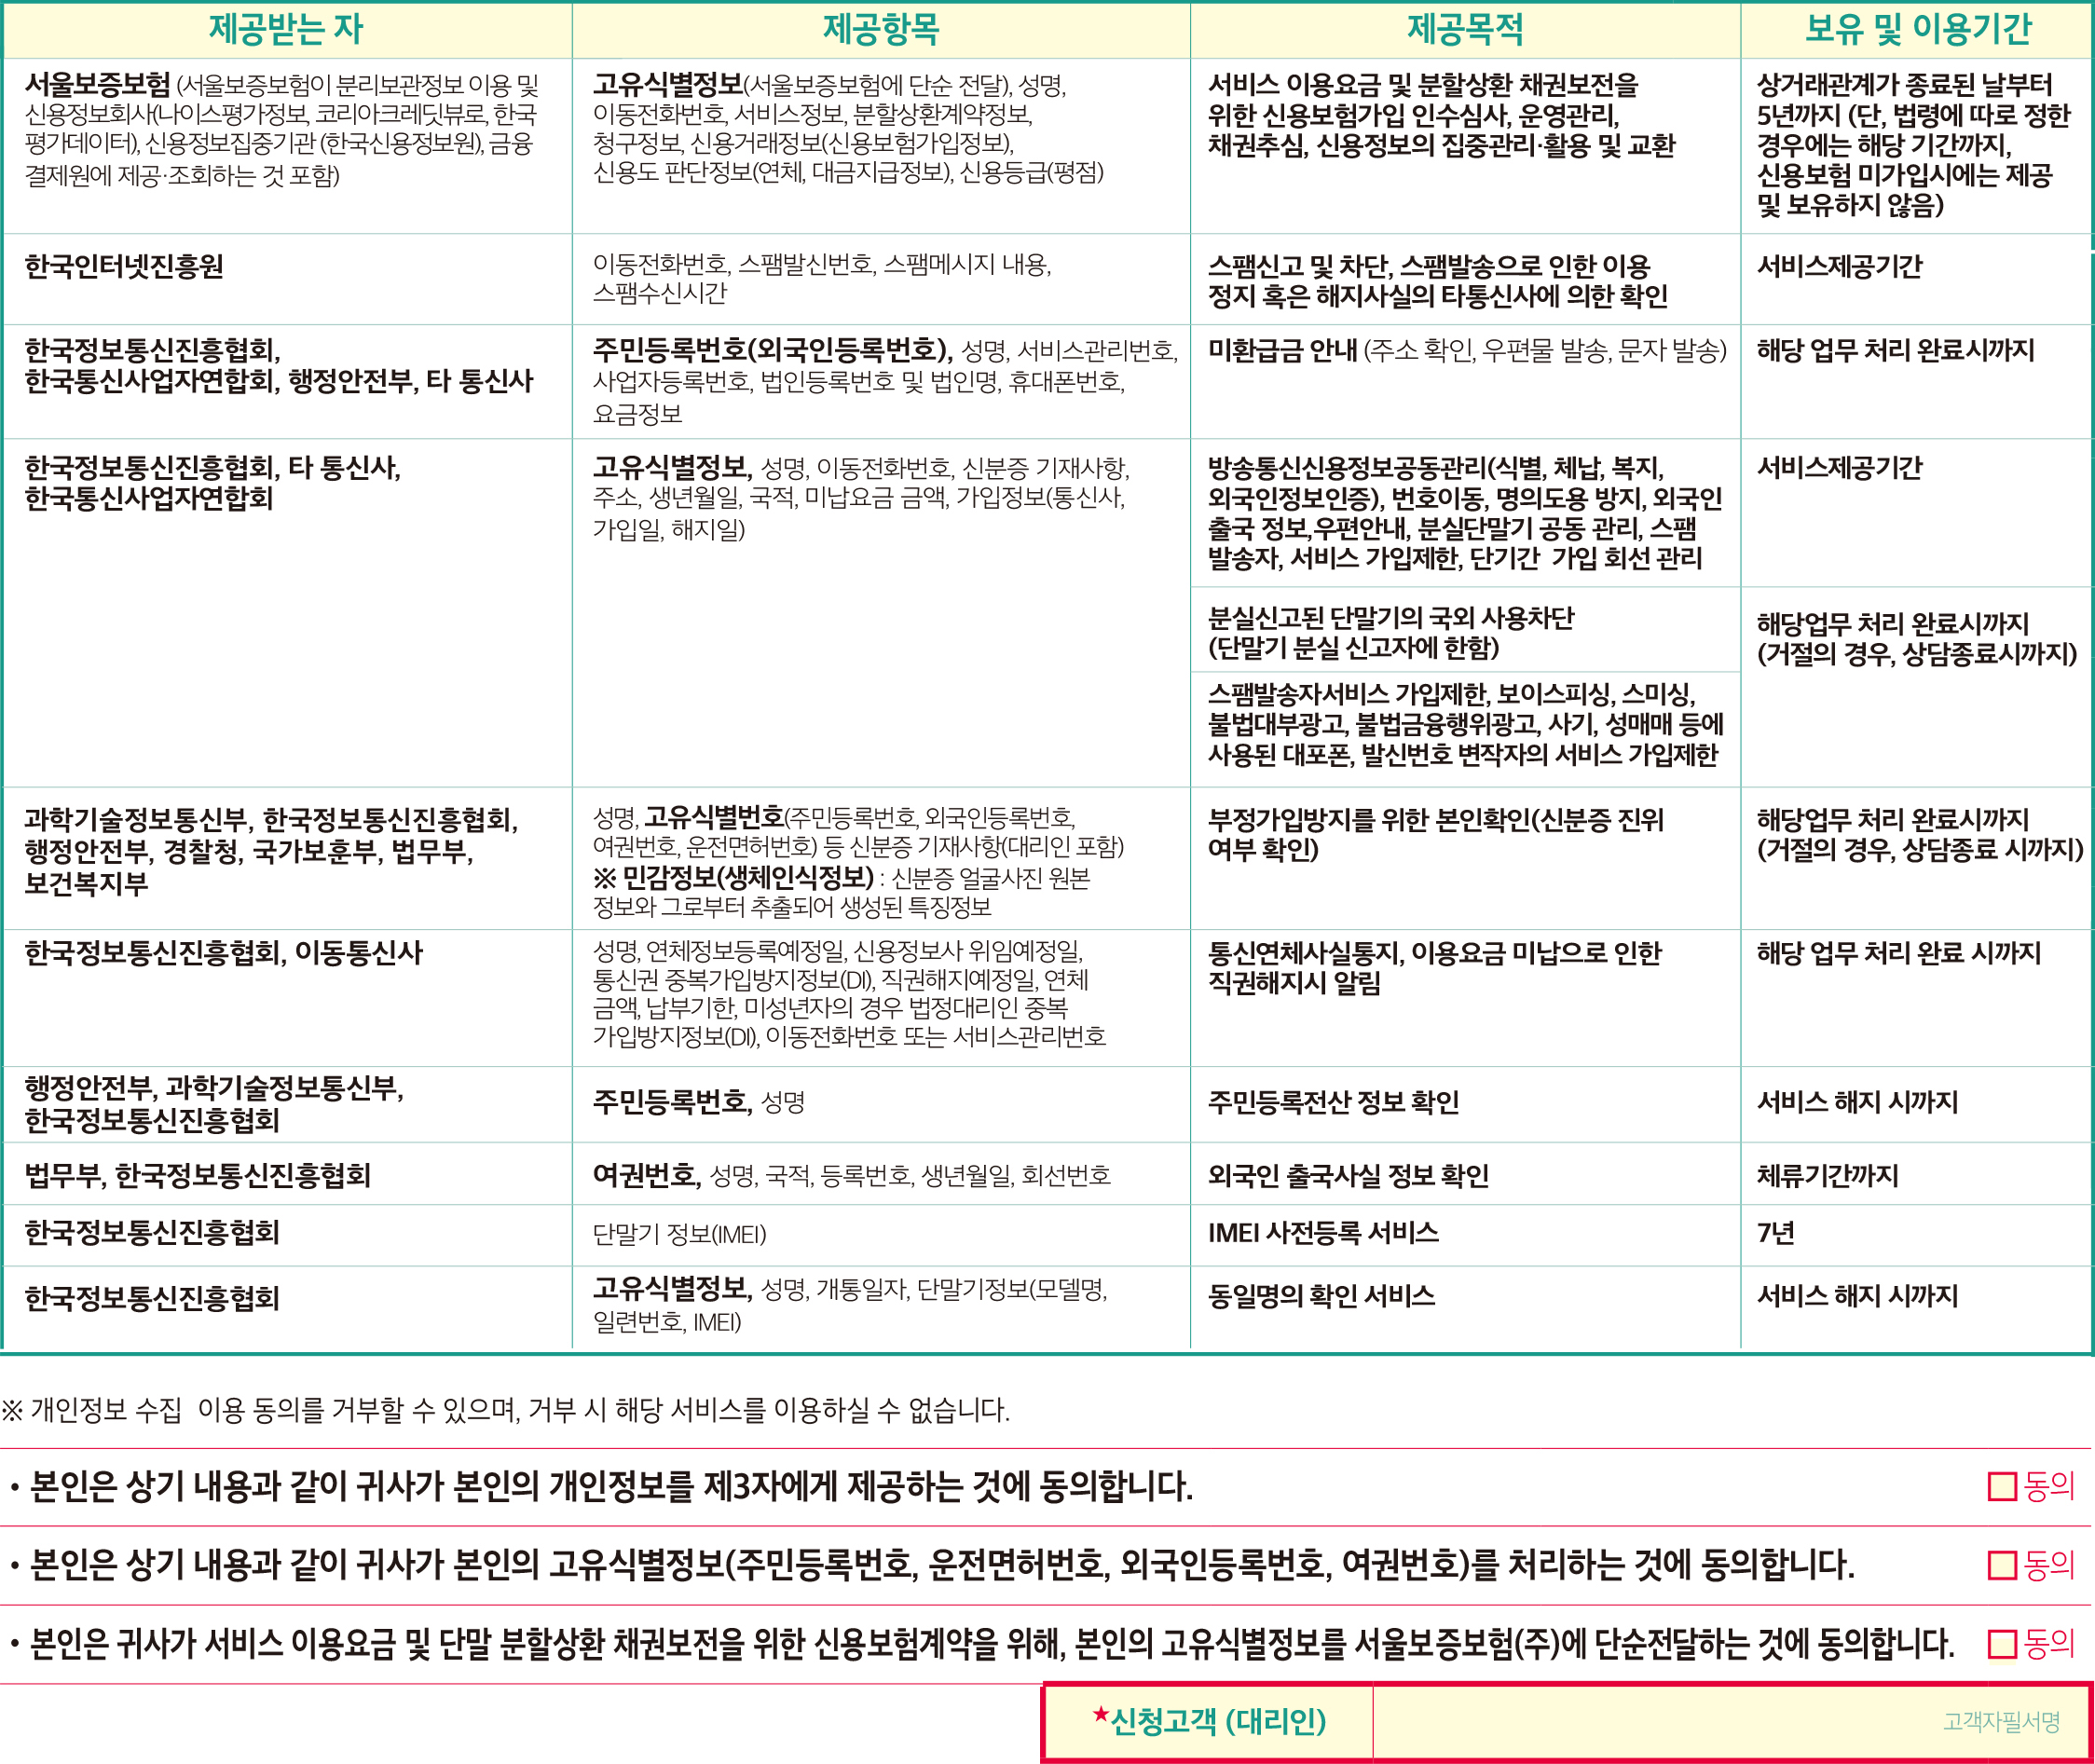 제공받는 자
제공항목
제공목적
보유 및 이용기간
서울보증보험 (서울보증보험이 분리보관정보 이용 및
신용정보회사(나이스평가정보, 코리아크레딧뷰로, 한국
평가데이터), 신용정보집중기관 (한국신용정보원), 금융
결제원에 제공·조회하는 것 포함)
고유식별정보(서울보증보험에 단순 전달), 성명,
이동전화번호, 서비스정보, 분할상환계약정보,
청구정보, 신용거래정보(신용보험가입정보),
신용도 판단정보(연체, 대금지급정보), 신용등급(평점)
서비스 이용요금 및 분할상환 채권보전을
위한 신용보험가입 인수심사, 운영관리,
채권추심, 신용정보의 집중관리·활용 및 교환
상거래관계가 종료된 날부터
5년까지 (단, 법령에 따로 정한
경우에는 해당 기간까지,
신용보험 미가입시에는 제공
및 보유하지 않음)
한국인터넷진흥원
이동전화번호, 스팸발신번호, 스팸메시지 내용,
스팸수신시간
스팸신고 및 차단, 스팸발송으로 인한 이용
정지 혹은 해지사실의 타통신사에 의한 확인
서비스제공기간
한국정보통신진흥협회,
한국통신사업자연합회, 행정안전부, 타 통신사
주민등록번호(외국인등록번호), 성명, 서비스관리번호,
사업자등록번호, 법인등록번호 및 법인명, 휴대폰번호,
요금정보
미환급금 안내 (주소 확인, 우편물 발송, 문자 발송)
해당 업무 처리 완료시까지
한국정보통신진흥협회, 타 통신사,
한국통신사업자연합회
고유식별정보, 성명, 이동전화번호, 신분증 기재사항,
주소, 생년월일, 국적, 미납요금 금액, 가입정보(통신사,
가입일, 해지일)
방송통신신용정보공동관리(식별, 체납, 복지,
외국인정보인증), 번호이동, 명의도용 방지, 외국인
출국 정보,우편안내, 분실단말기 공동 관리, 스팸
발송자, 서비스 가입제한, 단기간 가입 회선 관리
서비스제공기간
분실신고된 단말기의 국외 사용차단
(단말기 분실 신고자에 한함)
해당업무 처리 완료시까지
(거절의 경우, 상담종료시까지)
스팸발송자서비스 가입제한, 보이스피싱, 스미싱,
불법대부광고, 불법금융행위광고, 사기, 성매매 등에
사용된 대포폰, 발신번호 변작자의 서비스 가입제한
과학기술정보통신부, 한국정보통신진흥협회,
행정안전부, 경찰청, 국가보훈부, 법무부,
보건복지부
성명, 고유식별번호(주민등록번호, 외국인등록번호,
여권번호, 운전면허번호) 등 신분증 기재사항(대리인 포함)
※ 민감정보(생체인식정보) : 신분증 얼굴사진 원본
정보와 그로부터 추출되어 생성된 특징정보
부정가입방지를 위한 본인확인(신분증 진위
여부 확인)
해당업무 처리 완료시까지
(거절의 경우, 상담종료 시까지)
한국정보통신진흥협회, 이동통신사
성명, 연체정보등록예정일, 신용정보사 위임예정일,
통신권 중복가입방지정보(DI), 직권해지예정일, 연체
금액, 납부기한, 미성년자의 경우 법정대리인 중복
가입방지정보(DI), 이동전화번호 또는 서비스관리번호
통신연체사실통지, 이용요금 미납으로 인한
직권해지시 알림
해당 업무 처리 완료 시까지
행정안전부, 과학기술정보통신부,
한국정보통신진흥협회
주민등록번호, 성명
주민등록전산 정보 확인
서비스 해지 시까지
법무부, 한국정보통신진흥협회
여권번호, 성명, 국적, 등록번호, 생년월일, 회선번호
외국인 출국사실 정보 확인
체류기간까지
한국정보통신진흥협회
단말기 정보(IMEI)
IMEI 사전등록 서비스
7년
한국정보통신진흥협회
고유식별정보, 성명, 개통일자, 단말기정보(모델명,
일련번호, IMEI)
동일명의 확인 서비스
서비스 해지 시까지
※ 개인정보 수집 이용 동의를 거부할 수 있으며, 거부 시 해당 서비스를 이용하실 수 없습니다.
• 본인은 상기 내용과 같이 귀사가 본인의 개인정보를 제3자에게 제공하는 것에 동의합니다. □ 동의
• 본인은 상기 내용과 같이 귀사가 본인의 고유식별정보(주민등록번호, 운전면허번호, 외국인등록번호, 여권번호)를 처리하는 것에 동의합니다. □ 동의
• 본인은 귀사가 서비스 이용요금 및 단말 분할상환 채권보전을 위한 신용보험계약을 위해, 본인의 고유식별정보를 서울보증보험(주)에 단순전달하는 것에 동의합니다. □ 동의
★신청고객 (대리인)
고객자필서명